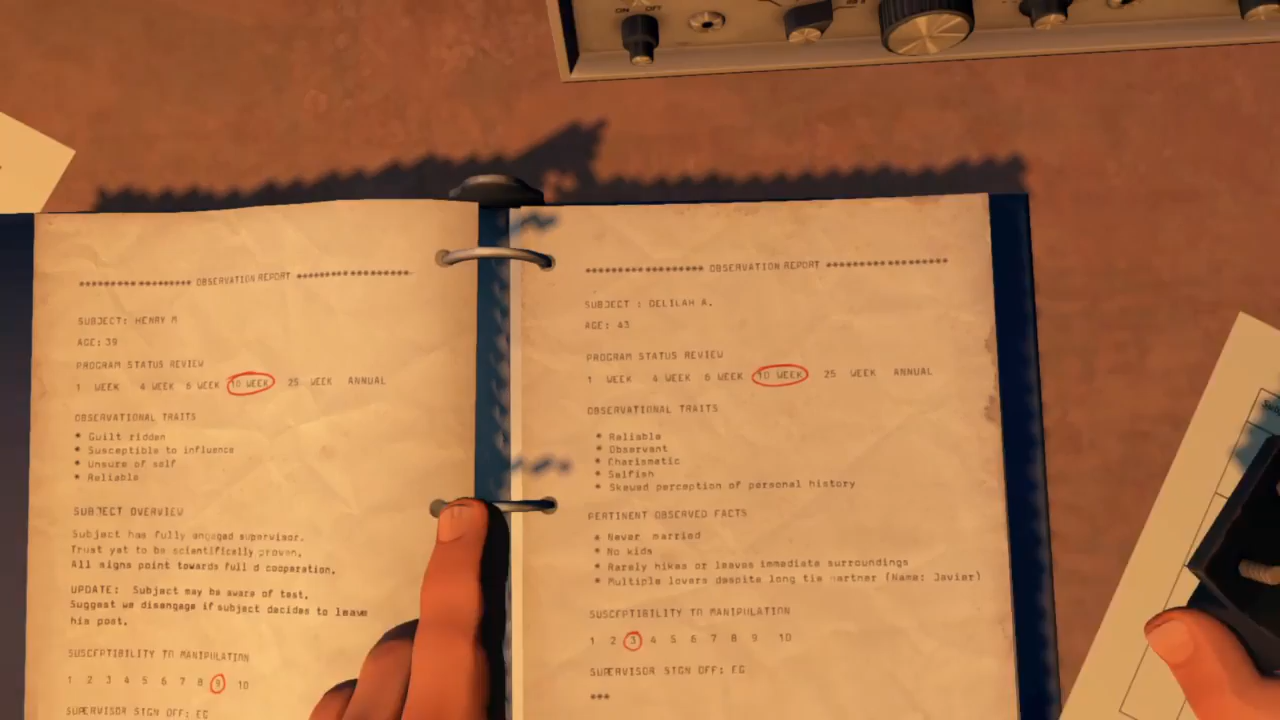 ON OFF
****************** OBSERVATION REPORT ******************
SUBJECT: HENRY M
AGE: 39
PROGRAM STATUS REVIEW
1 WEEK 4 WEEK 6 WEEK 10 WEEK 25 WEEK ANNUAL
OBSERVATIONAL TRAITS
* Guilt ridden
* Susceptible to influence
* Unsure of self
* Reliable
SUBJECT OVERVIEW
Subject has fully engaged supervisor.
Trust yet to be scientifically proven.
All signs point towards full d cooperation.
UPDATE: Subject may be aware of test.
Suggest we disengage if subject decides to leave
his post.
SUSCEPTIBILITY TO MANIPULATION
1 2 3 4 5 6 7 8 9 10
SUPERVISOR SIGN OFF: EG
****************** OBSERVATION REPORT ******************
SUBJECT : DELILAH A.
AGE: 43
PROGRAM STATUS REVIEW
1 WEEK 4 WEEK 6 WEEK 10 WEEK 25 WEEK ANNUAL
OBSERVATIONAL TRAITS
* Reliable
* Observant
* Charismatic
* Selfish
* Skewed perception of personal history
PERTINENT OBSERVED FACTS
* Never married
* No kids
* Rarely hikes or leaves immediate surroundings
* Multiple lovers despite long tie partner (Name: Javier)
SUSCEPTIBILITY TO MANIPULATION
1 2 3 4 5 6 7 8 9 10
SUPERVISOR SIGN OFF: EG
***